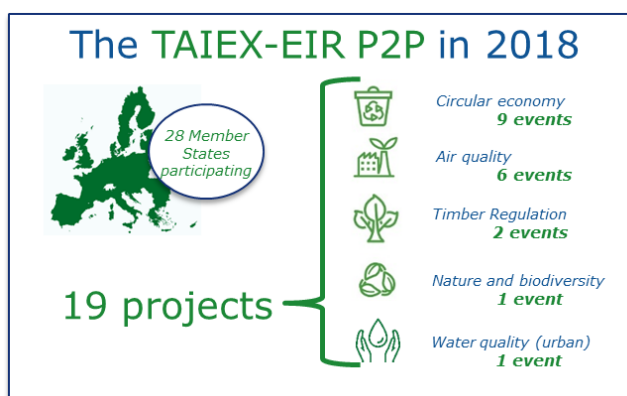 The TAIEX-EIR P2P in 2018
28 Member
States
participating
19 projects
Circular economy
9 events
Air quality
6 events
Timber Regulation
2 events
Nature and biodiversity
1 event
Water quality (urban)
1 event